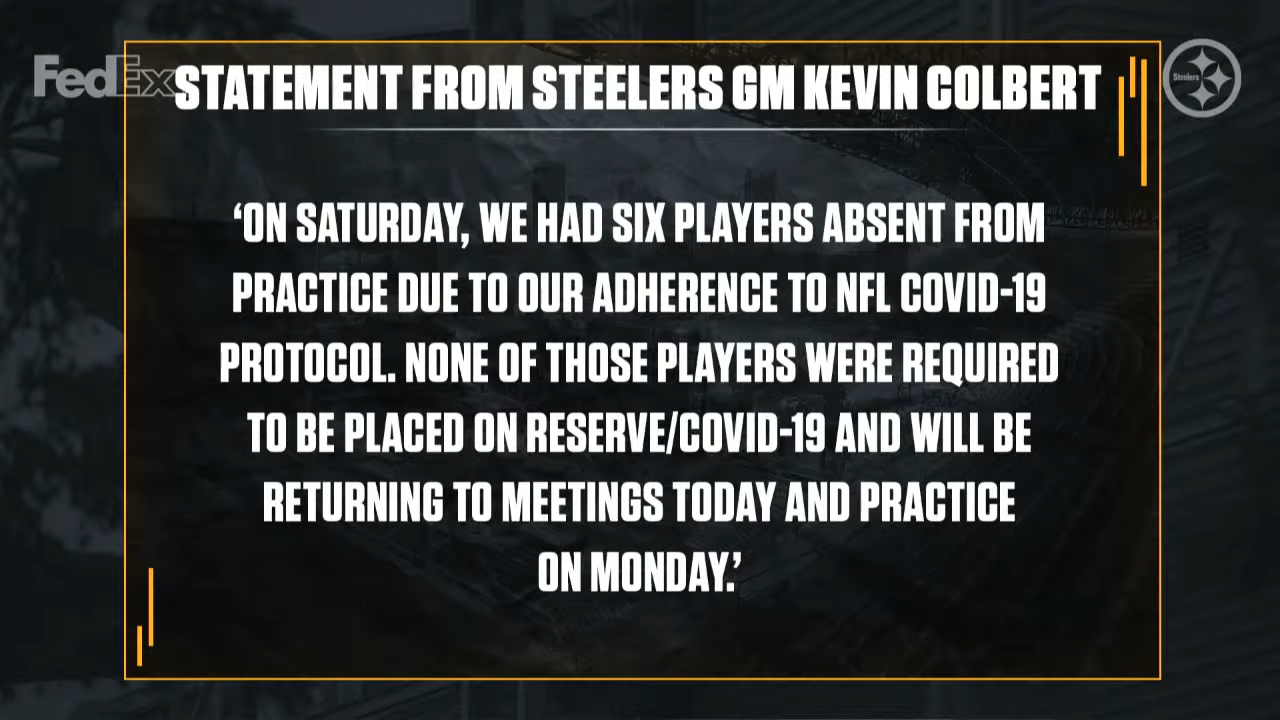 FedEx
STATEMENT FROM STEELERS GM KEVIN COLBERT
Steelers
‘ON SATURDAY, WE HAD SIX PLAYERS ABSENT FROM
PRACTICE DUE TO OUR ADHERENCE TO NFL COVID-19
PROTOCOL. NONE OF THOSE PLAYERS WERE REQUIRED
TO BE PLACED ON RESERVE/COVID-19 AND WILL BE
RETURNING TO MEETINGS TODAY AND PRACTICE
ON MONDAY.’